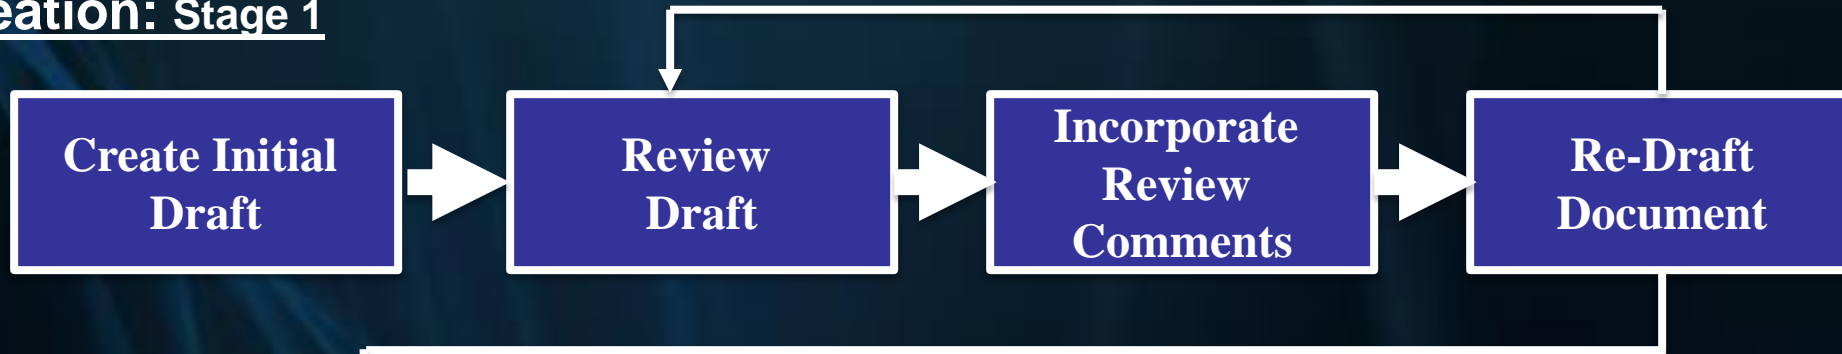 eation: Stage 1
Create Initial
Draft
Review
Draft
Incorporate
Review
Comments
Re-Draft
Document